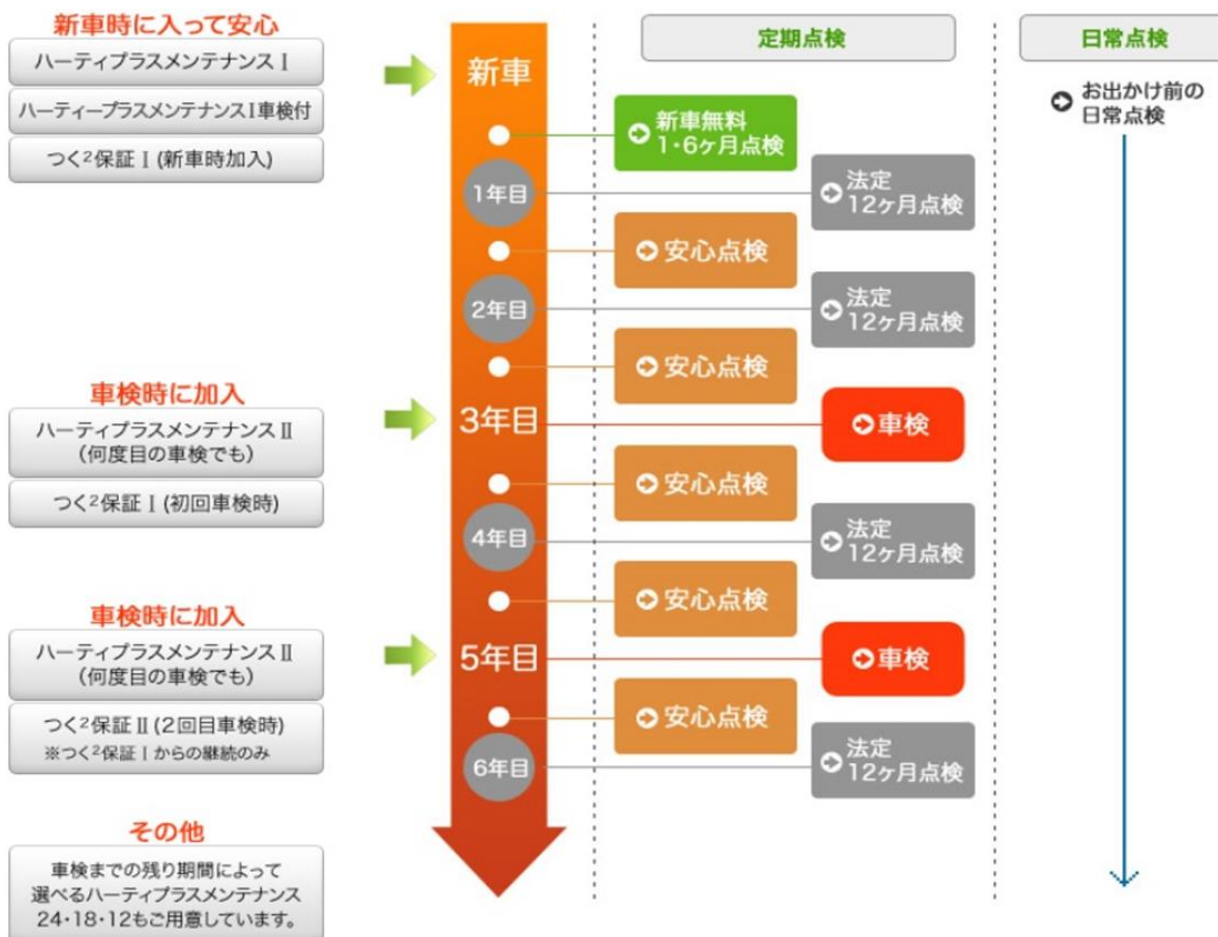 新車時に入って安心
ハーティプラスメンテナンスⅠ
ハーティープラスメンテナンスⅠ車検付
つく²保証Ⅰ(新車時加入)
車検時に加入
ハーティプラスメンテナンスⅡ
(何度目の車検でも)
つく²保証Ⅰ(初回車検時)
車検時に加入
ハーティプラスメンテナンスⅡ
(何度目の車検でも)
つく²保証Ⅱ(2回目車検時)
※つく²保証Ⅰからの継続のみ
その他
車検までの残り期間によって
選べるハーティプラスメンテナンス
24・18・12もご用意しています。
新車
1年目
2年目
3年目
4年目
5年目
6年目
定期点検
新車無料
1・6ヶ月点検
法定
12ヶ月点検
安心点検
法定
12ヶ月点検
安心点検
車検
安心点検
法定
12ヶ月点検
安心点検
車検
安心点検
法定
12ヶ月点検
日常点検
お出かけ前の
日常点検